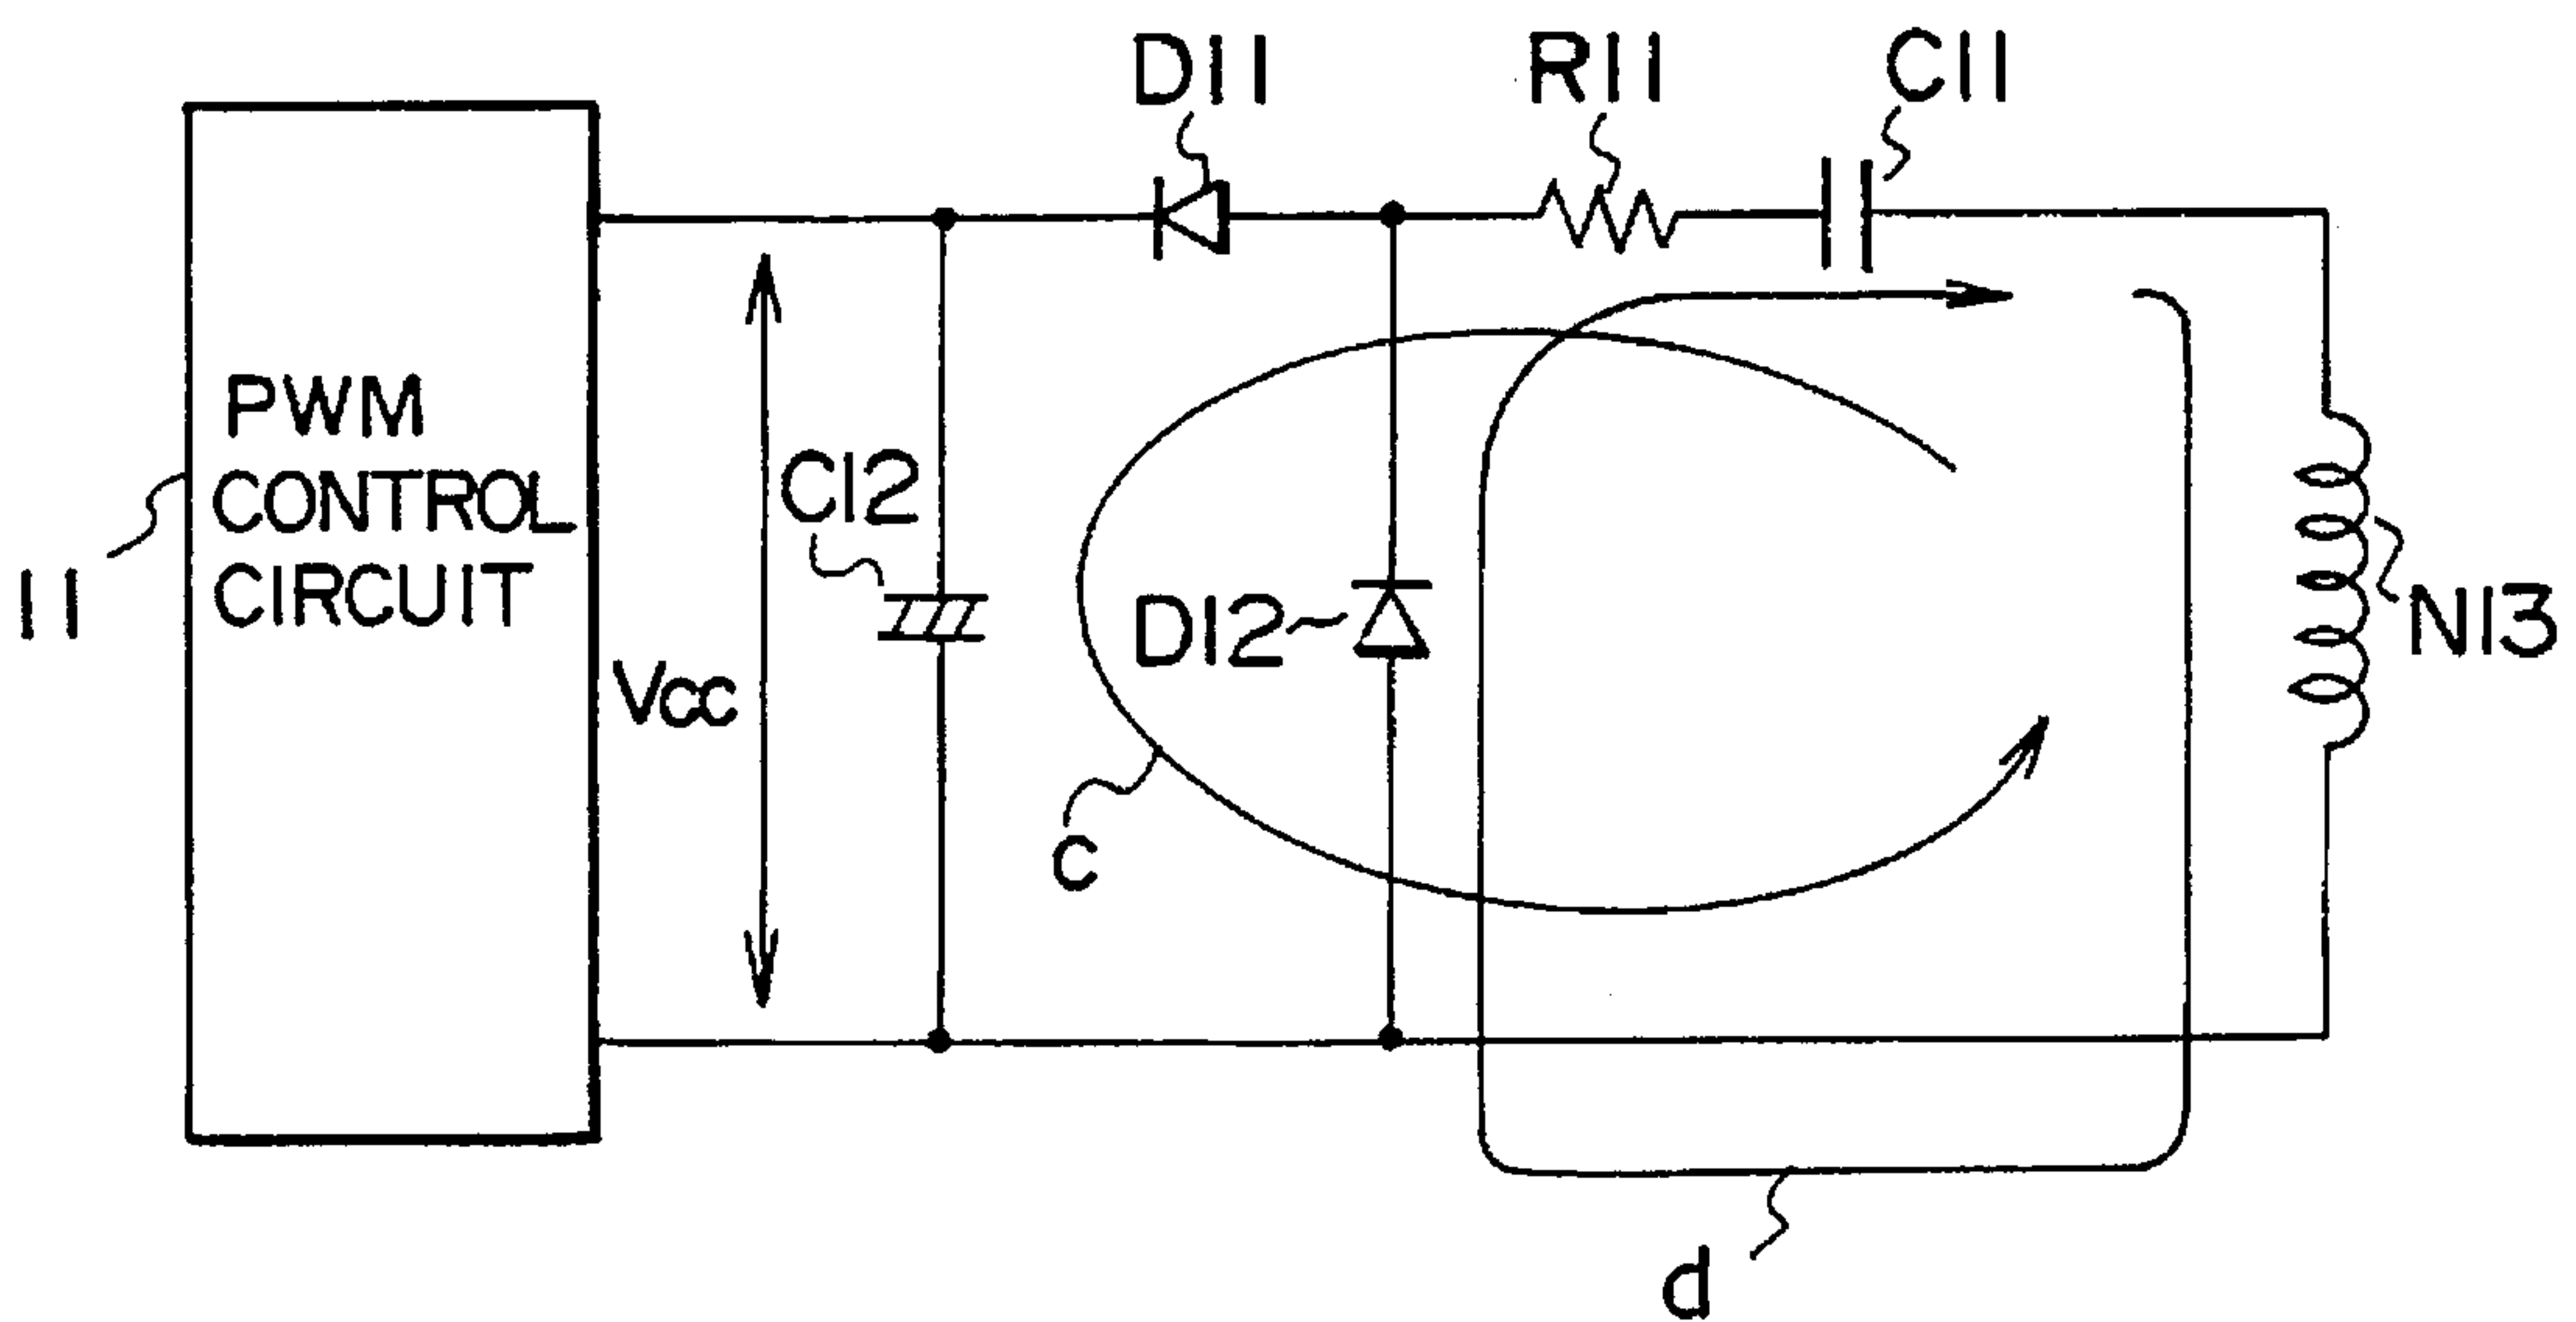 D11
R11
C11
PWM
CONTROL
CIRCUIT
11
Vcc
C12
D12
N13
c
d